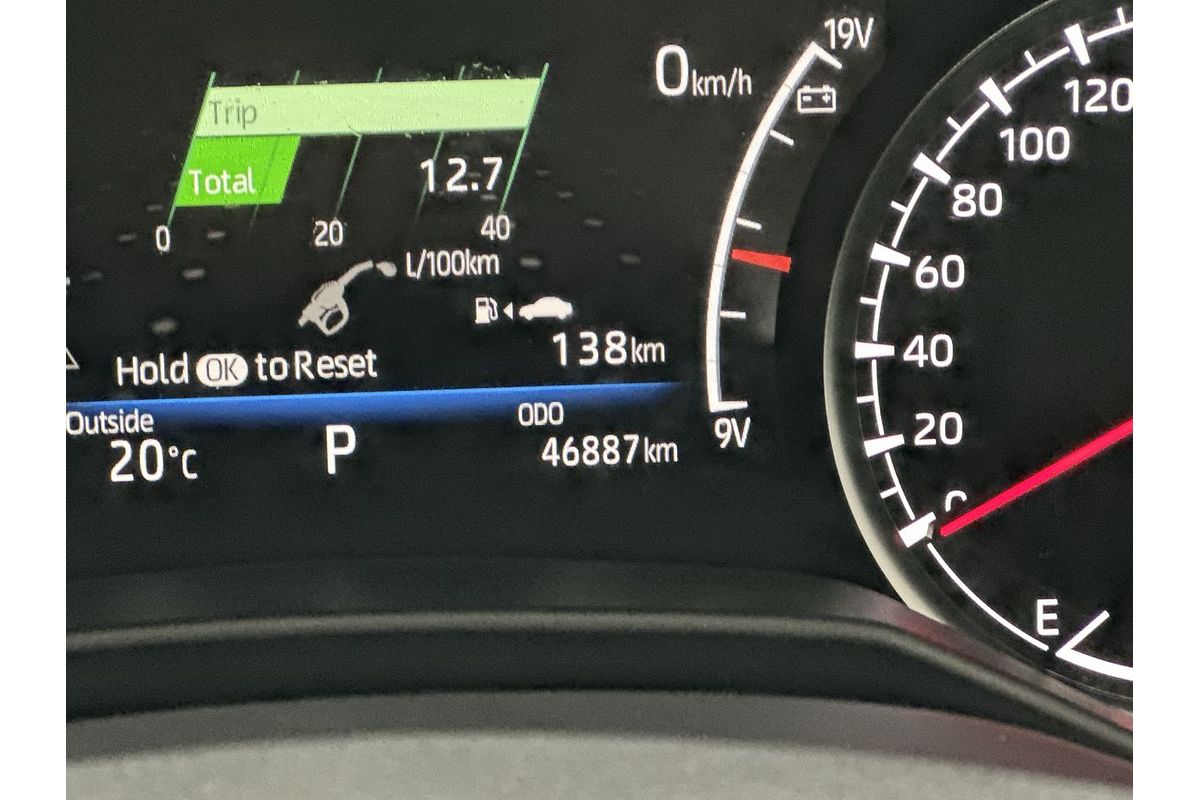 Trip
Total 12.7
0 20 40
L/100km
138km
Hold OK to Reset
Outside
20°C
P
ODO
46887km
0km/h
19V
9V
120
100
80
60
40
20
0
E